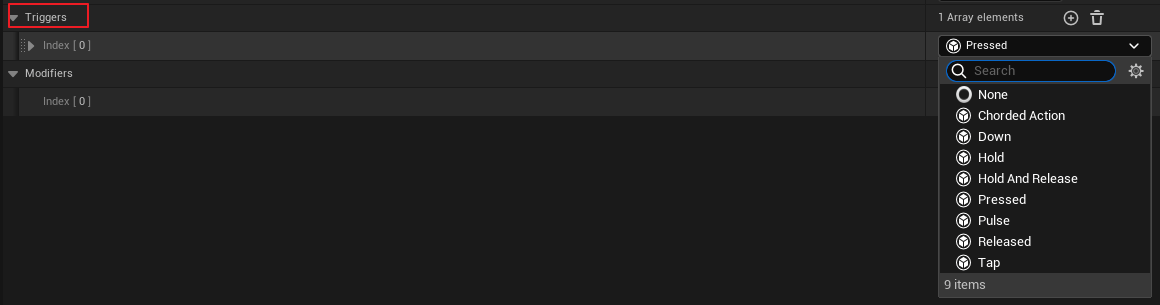 Triggers
1 Array elements
Index [ 0 ]
Pressed
Modifiers
Search
Index [ 0 ]
None
Chorded Action
Down
Hold
Hold And Release
Pressed
Pulse
Released
Tap
9 items